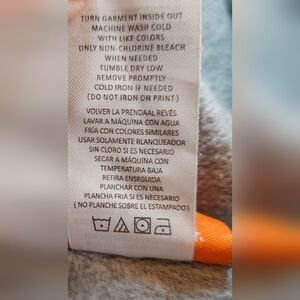 TURN GARMENT INSIDE OUT
MACHINE WASH COLD
WITH LIKE COLORS
ONLY NON-CHLORINE BLEACH
WHEN NEEDED
TUMBLE DRY LOW
REMOVE PROMPTLY
COLD IRON IF NEEDED
(DO NOT IRON ON PRINT)
VOLVER LA PRENDAAL REVÉS
LAVAR A MÁQUINA CON AGUA
FRÍA CON COLORES SIMILARES
USAR SOLAMENTE BLANQUEADOR
SIN CLORO SI ES NECESARIO
SECAR A MÁQUINA CON
TEMPERATURA BAJA
RETIRA ENSEGUIDA
PLANCHAR CON UNA
PLANCHA FRIA SI ES NECESARIO
( NO PLANCHE SOBRE EL ESTAMPADO)